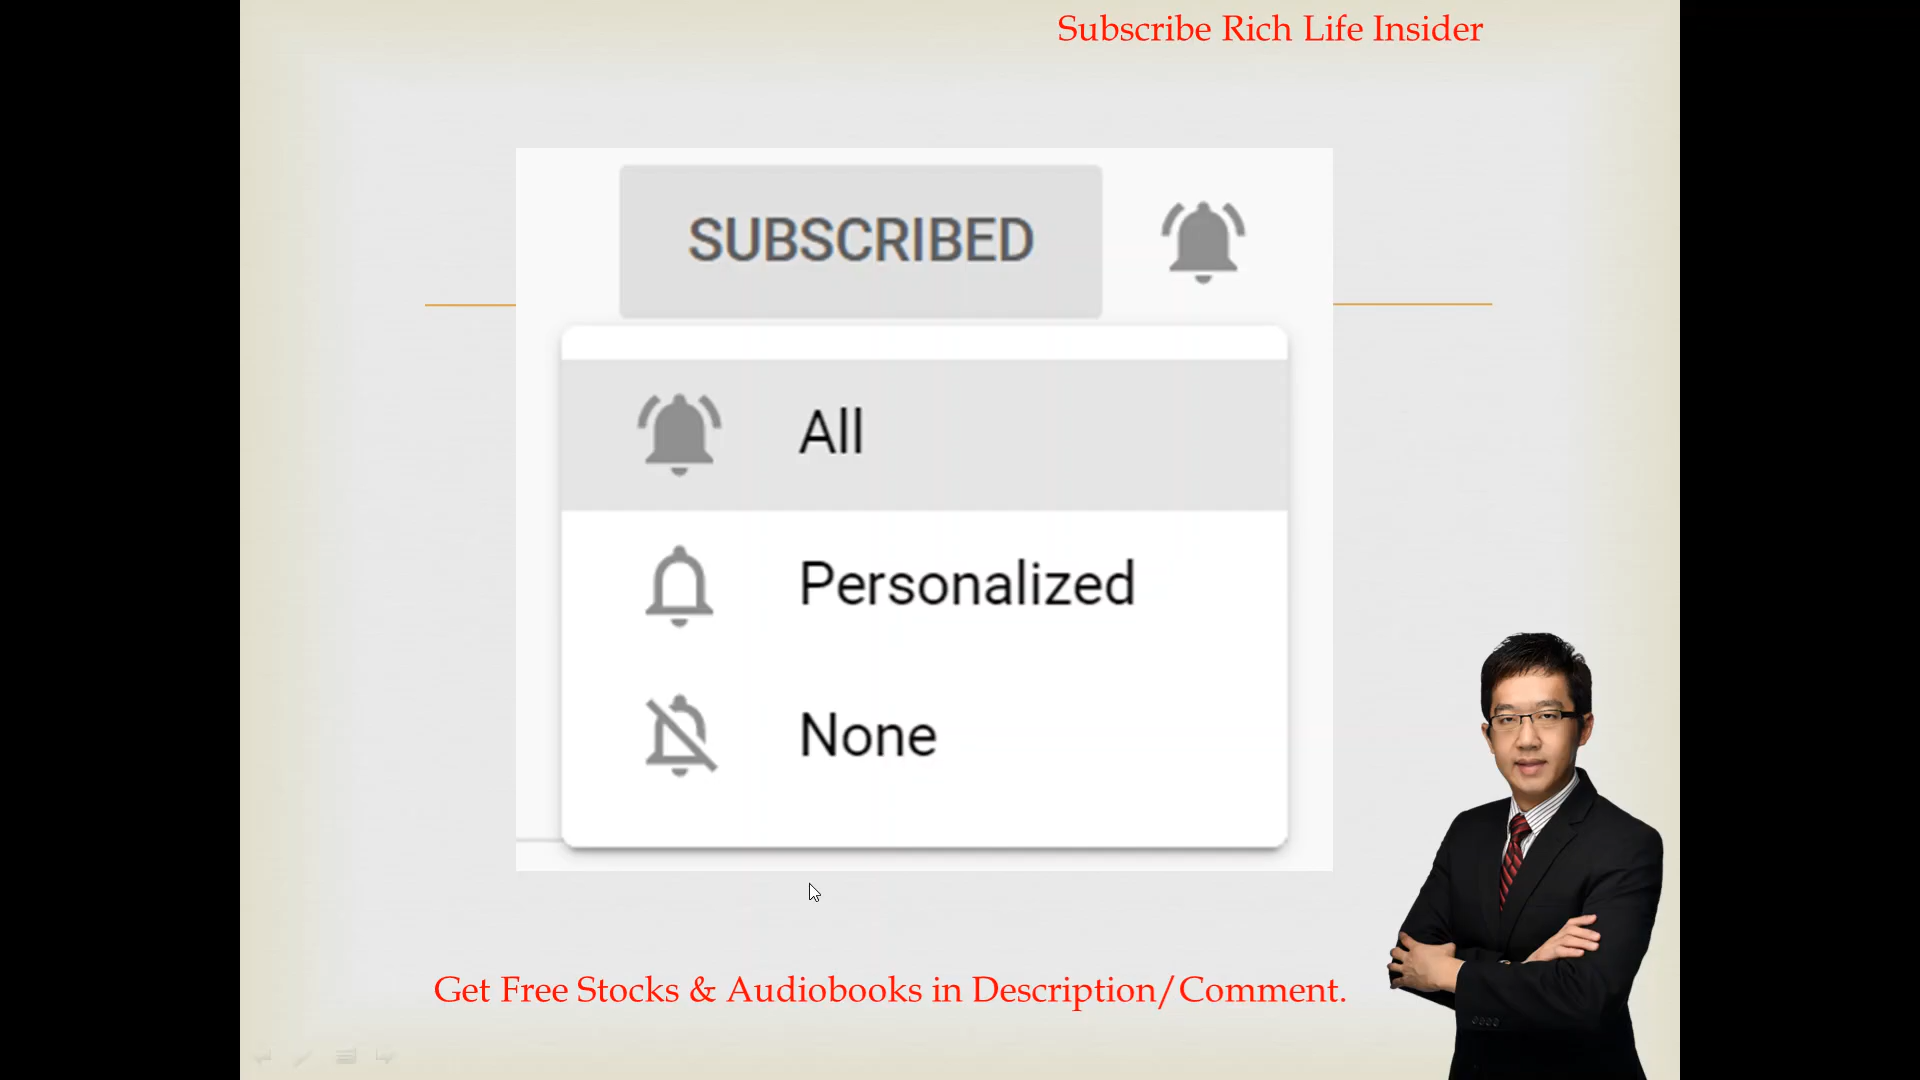 Subscribe Rich Life Insider
SUBSCRIBED
All
Personalized
None
Get Free Stocks & Audiobooks in Description/Comment.